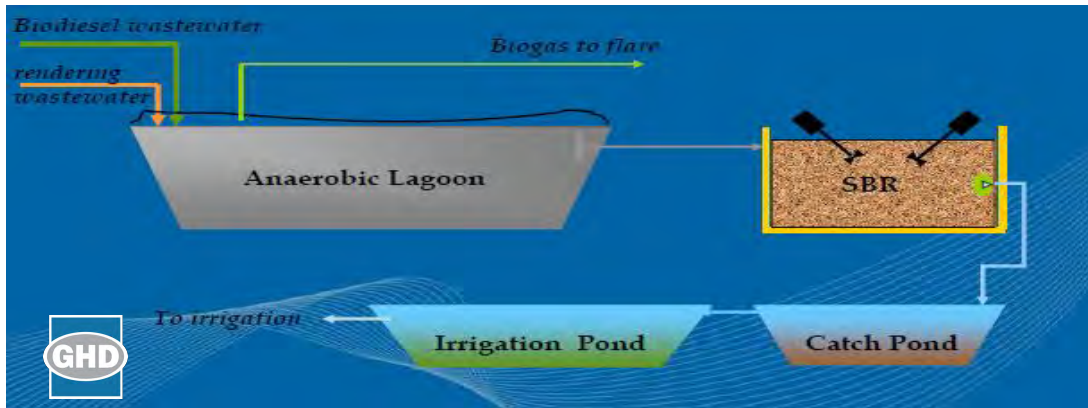 Biodiesel wastewater
Biogas to flare
rendering
wastewater
Anaerobic Lagoon
SBR
To irrigation
Irrigation Pond
Catch Pond
GHD